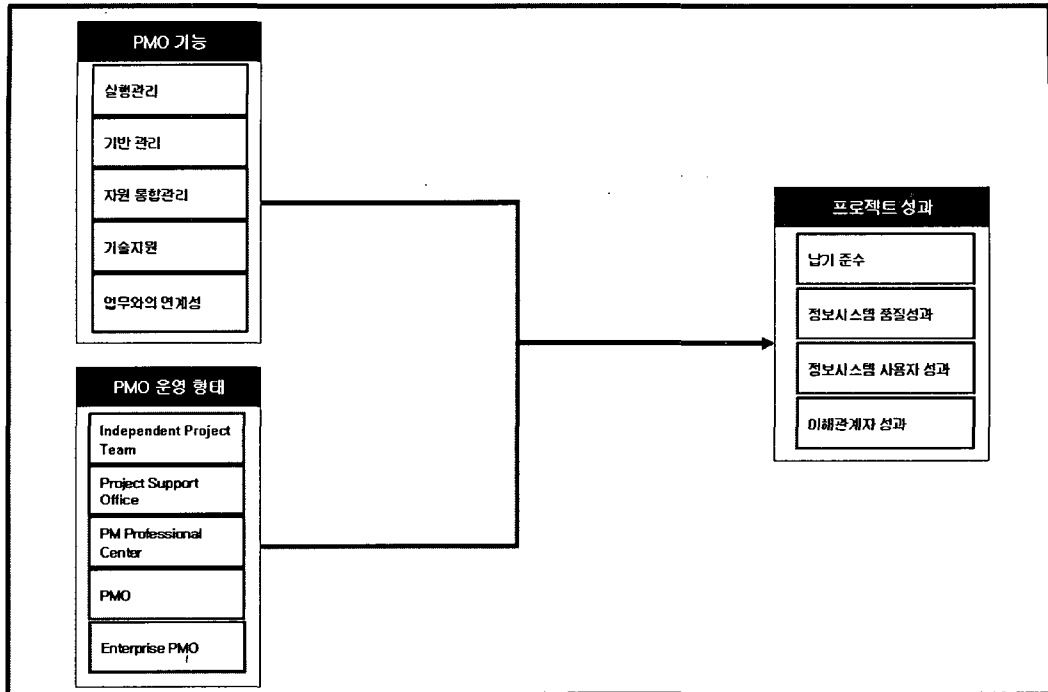 PMO 기능
실행관리
기반 관리
자원 통합관리
기술지원
업무와의 연계성
PMO 운영 형태
Independent Project
Team
Project Support
Office
PM Professional
Center
PMO
Enterprise PMO
프로젝트 성과
납기 준수
정보시스템 품질성과
정보시스템 사용자 성과
이해관계자 성과